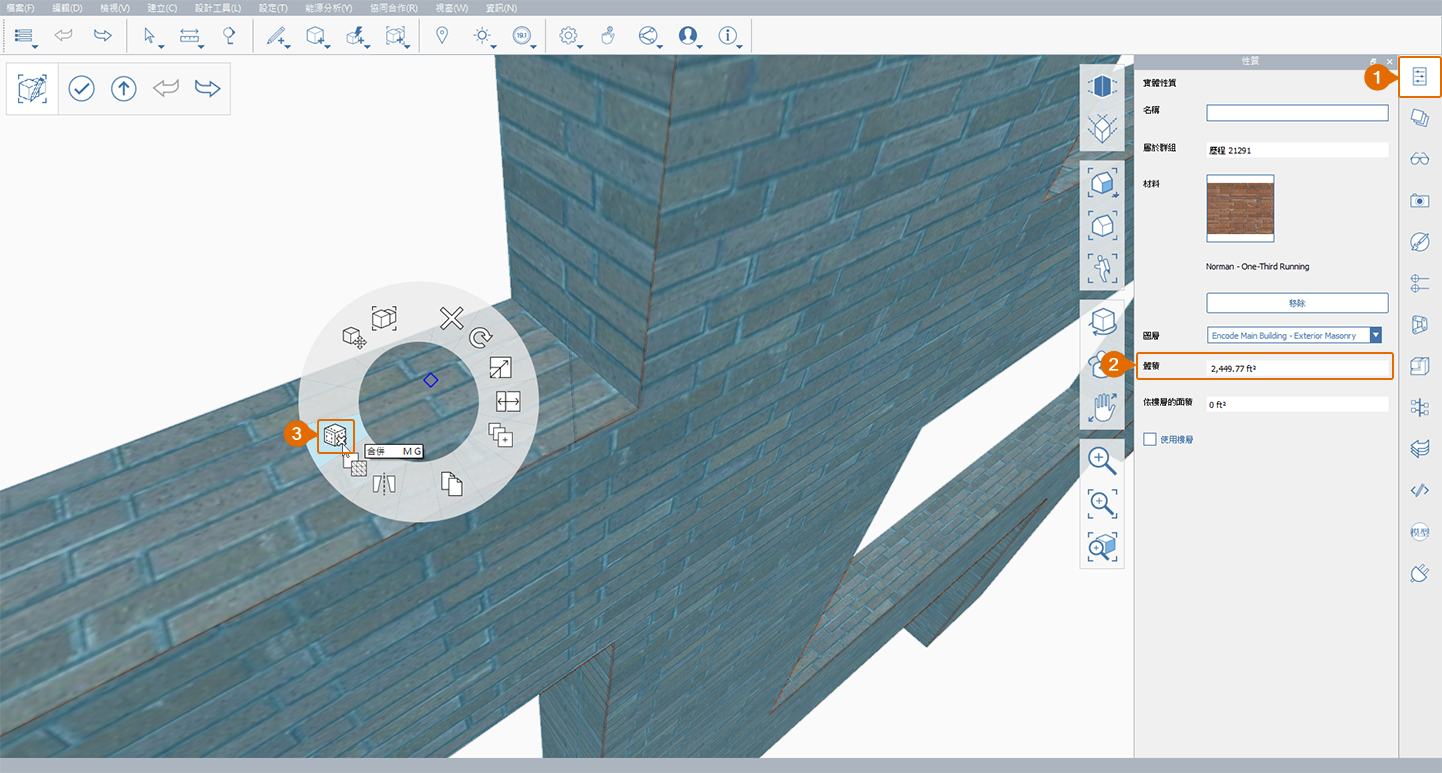 檔案(F) 編輯(D) 檢視(V) 建立(C) 設計工具(L) 設定(T) 能源分析(Y) 協同合作(R) 視窗(W) 資訊(N)
19.1
性質
1
實體性質
名稱
屬於群組 歷程 21291
材料
Norman - One-Third Running
移除
圖層 Encode Main Building - Exterior Masonry
2
體積 2,449.77 ft³
依樓層的面積 0 ft²
使用樓層
3
合併 M G
模型